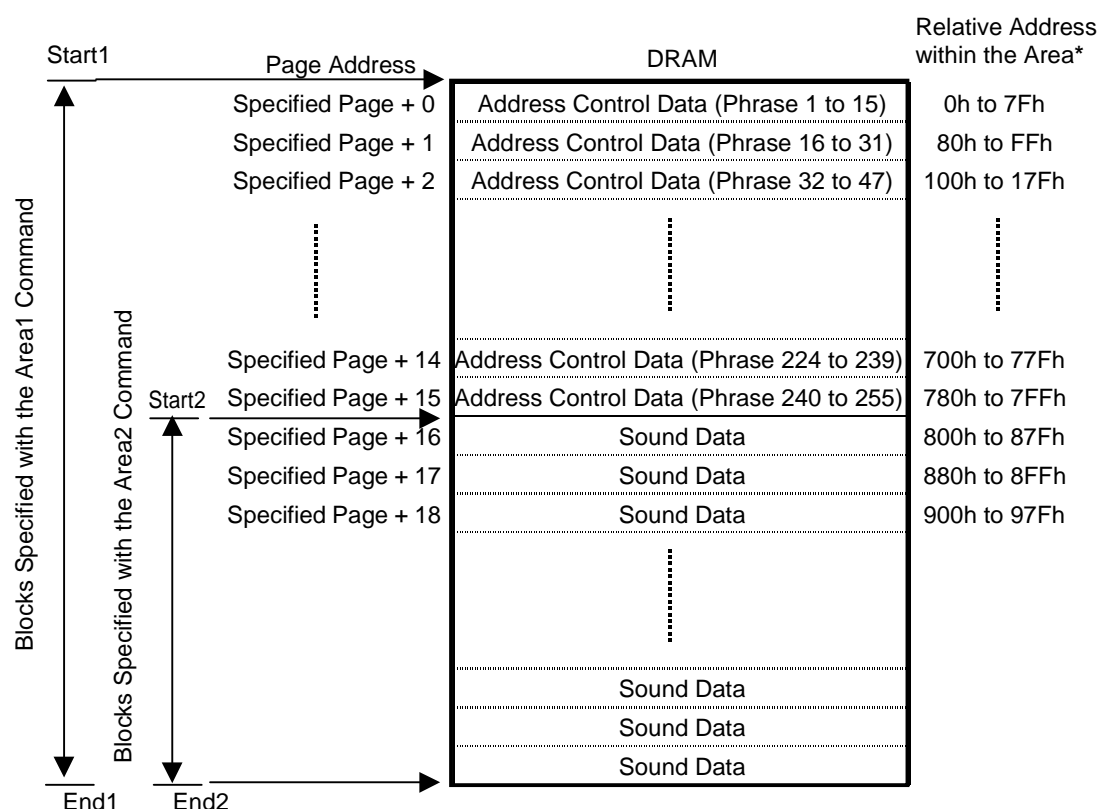 Start1
Page Address
DRAM
Relative Address
within the Area*
Specified Page + 0
Address Control Data (Phrase 1 to 15)
0h to 7Fh
Specified Page + 1
Address Control Data (Phrase 16 to 31)
80h to FFh
Specified Page + 2
Address Control Data (Phrase 32 to 47)
100h to 17Fh
Blocks Specified with the Area1 Command
Blocks Specified with the Area2 Command
Specified Page + 14
Address Control Data (Phrase 224 to 239)
700h to 77Fh
Start2
Specified Page + 15
Address Control Data (Phrase 240 to 255)
780h to 7FFh
Specified Page + 16
Sound Data
800h to 87Fh
Specified Page + 17
Sound Data
880h to 8FFh
Specified Page + 18
Sound Data
900h to 97Fh
Sound Data
Sound Data
Sound Data
End1
End2